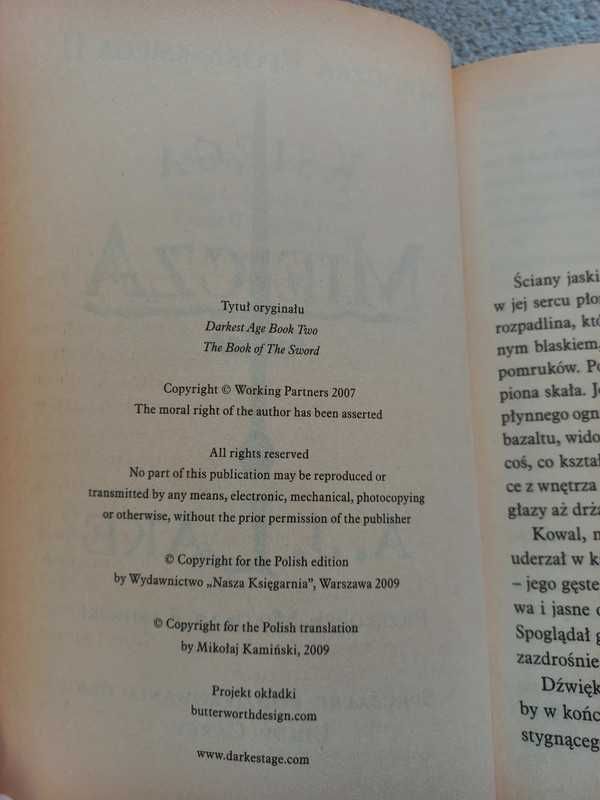 Tytuł oryginału
Darkest Age Book Two
The Book of The Sword
Copyright © Working Partners 2007
The moral right of the author has been asserted
All rights reserved
No part of this publication may be reproduced or
transmitted by any means, electronic, mechanical, photocopying
or otherwise, without the prior permission of the publisher
© Copyright for the Polish edition
by Wydawnictwo „Nasza Księgarnia”, Warszawa 2009
© Copyright for the Polish translation
by Mikołaj Kamiński, 2009
Projekt okładki
butterworthdesign.com
www.darkestage.com
Ściany jaski
w jej sercu pło
rozpadlina, któ
nym blaskiem,
pomruków. Po
piona skała. Je
płynnego ogn
bazaltu, wido
coś, co kształ
ce z wnętrza
głazy aż drża
Kowal, n
uderzał w k
– jego gęste
wa i jasne
Spoglądał g
zazdrośnie
Dźwięk
by w końc
stygnąceg